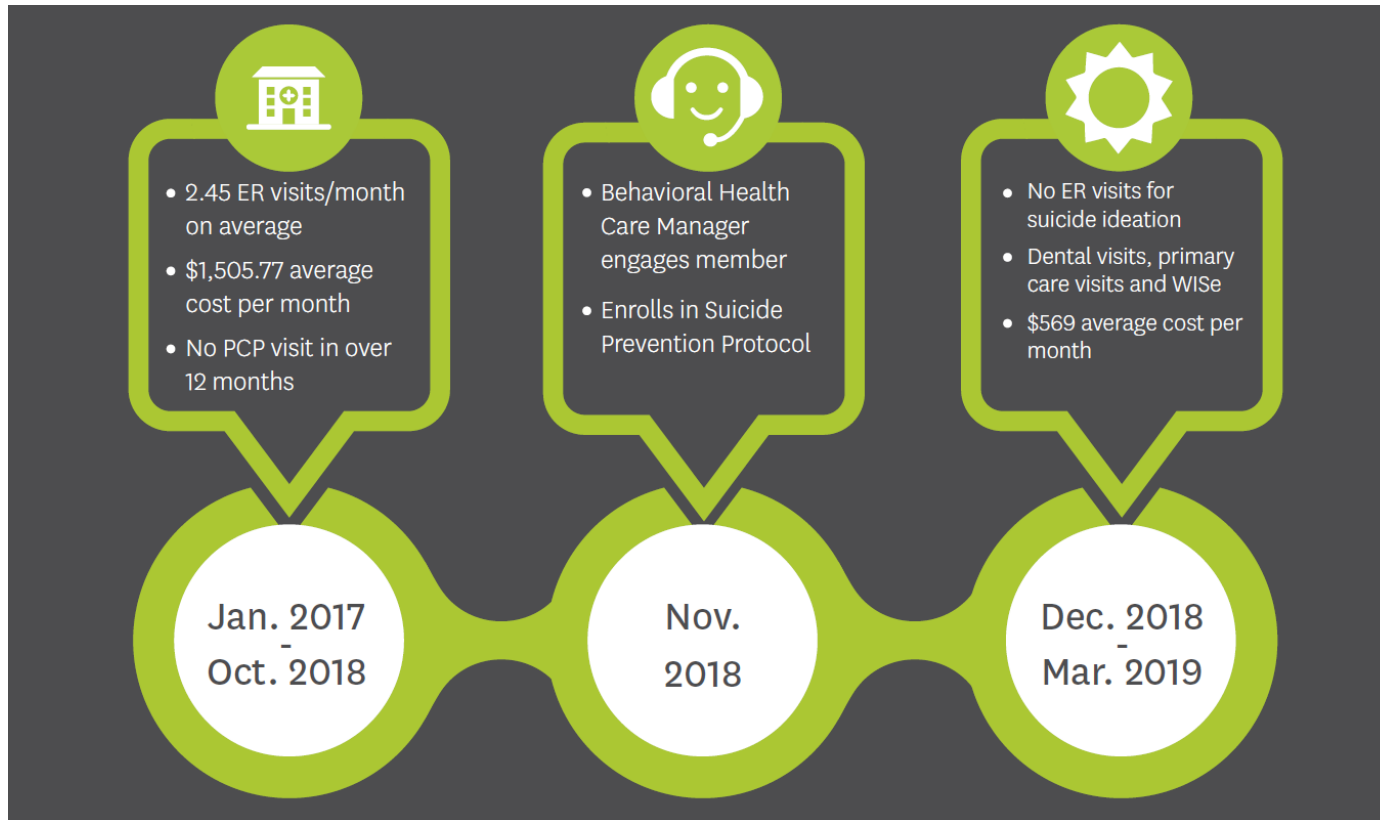 • 2.45 ER visits/month
on average
• $1,505.77 average
cost per month
• No PCP visit in over
12 months
• Behavioral Health
Care Manager
engages member
• Enrolls in Suicide
Prevention Protocol
• No ER visits for
suicide ideation
• Dental visits, primary
care visits and WISe
• $569 average cost per
month
Jan. 2017
-
Oct. 2018
Nov.
2018
Dec. 2018
-
Mar. 2019